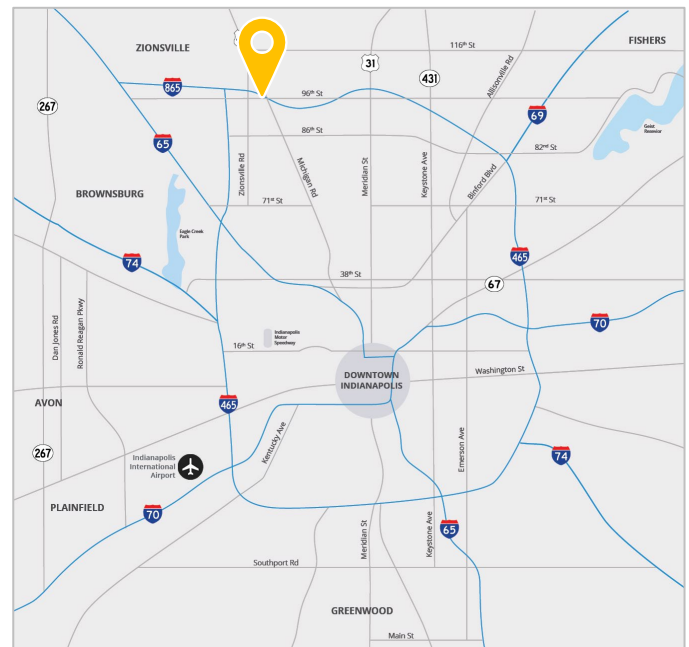 ZIONSVILLE
116th St
FISHERS
31
431
Allisonville Rd
267
865
96th St
69
65
86th St
82nd St
Geist
Resevoir
Zionsville Rd
Michigan Rd
Meridian St
Keystone Ave
Binford Blvd
BROWNSBURG
71st St
71st St
Eagle Creek
Park
74
465
38th St
67
70
Dan Jones Rd
Ronald Reagan Pkwy
Indianapolis
Motor
Speedway
16th St
DOWNTOWN
INDIANAPOLIS
Washington St
AVON
465
267
Kentucky Ave
Emerson Ave
Indianapolis
International
Airport
74
PLAINFIELD
70
Meridian St
Keystone Ave
65
Southport Rd
GREENWOOD
Main St